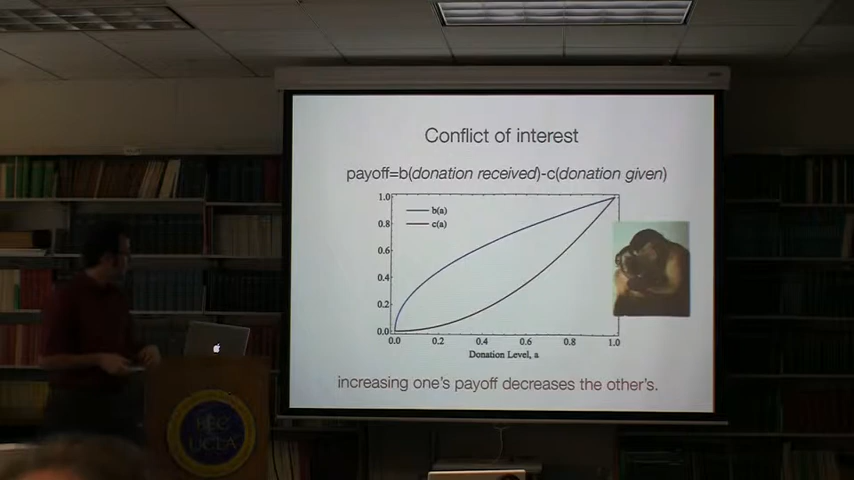 Conflict of interest
payoff=b(donation received)-c(donation given)
1.0
b(a)
0.8
c(a)
0.6
0.4
0.2
0.0
0.0 0.2 0.4 0.6 0.8 1.0
Donation Level, a
increasing one's payoff decreases the other's.
BEC
UCLA